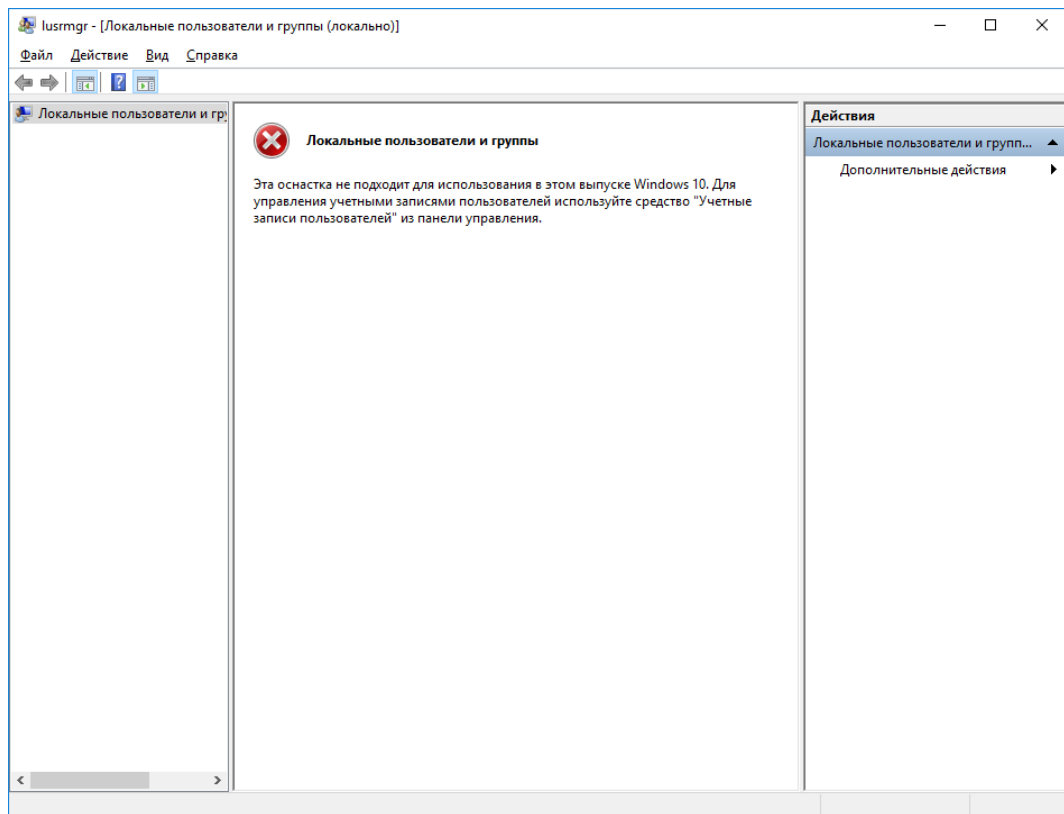 lusrmgr - [Локальные пользователи и группы (локально)]
Файл Действие Вид Справка
Локальные пользователи и гру
Локальные пользователи и группы
Эта оснастка не подходит для использования в этом выпуске Windows 10. Для
управления учетными записями пользователей используйте средство "Учетные
записи пользователей" из панели управления.
Действия
Локальные пользователи и групп...
Дополнительные действия